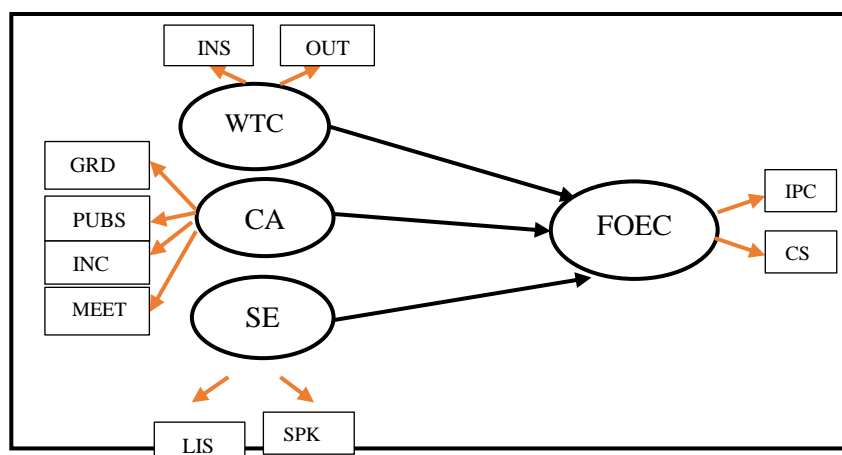 INS
OUT
WTC
GRD
PUBS
INC
MEET
CA
SE
FOEC
IPC
CS
LIS
SPK